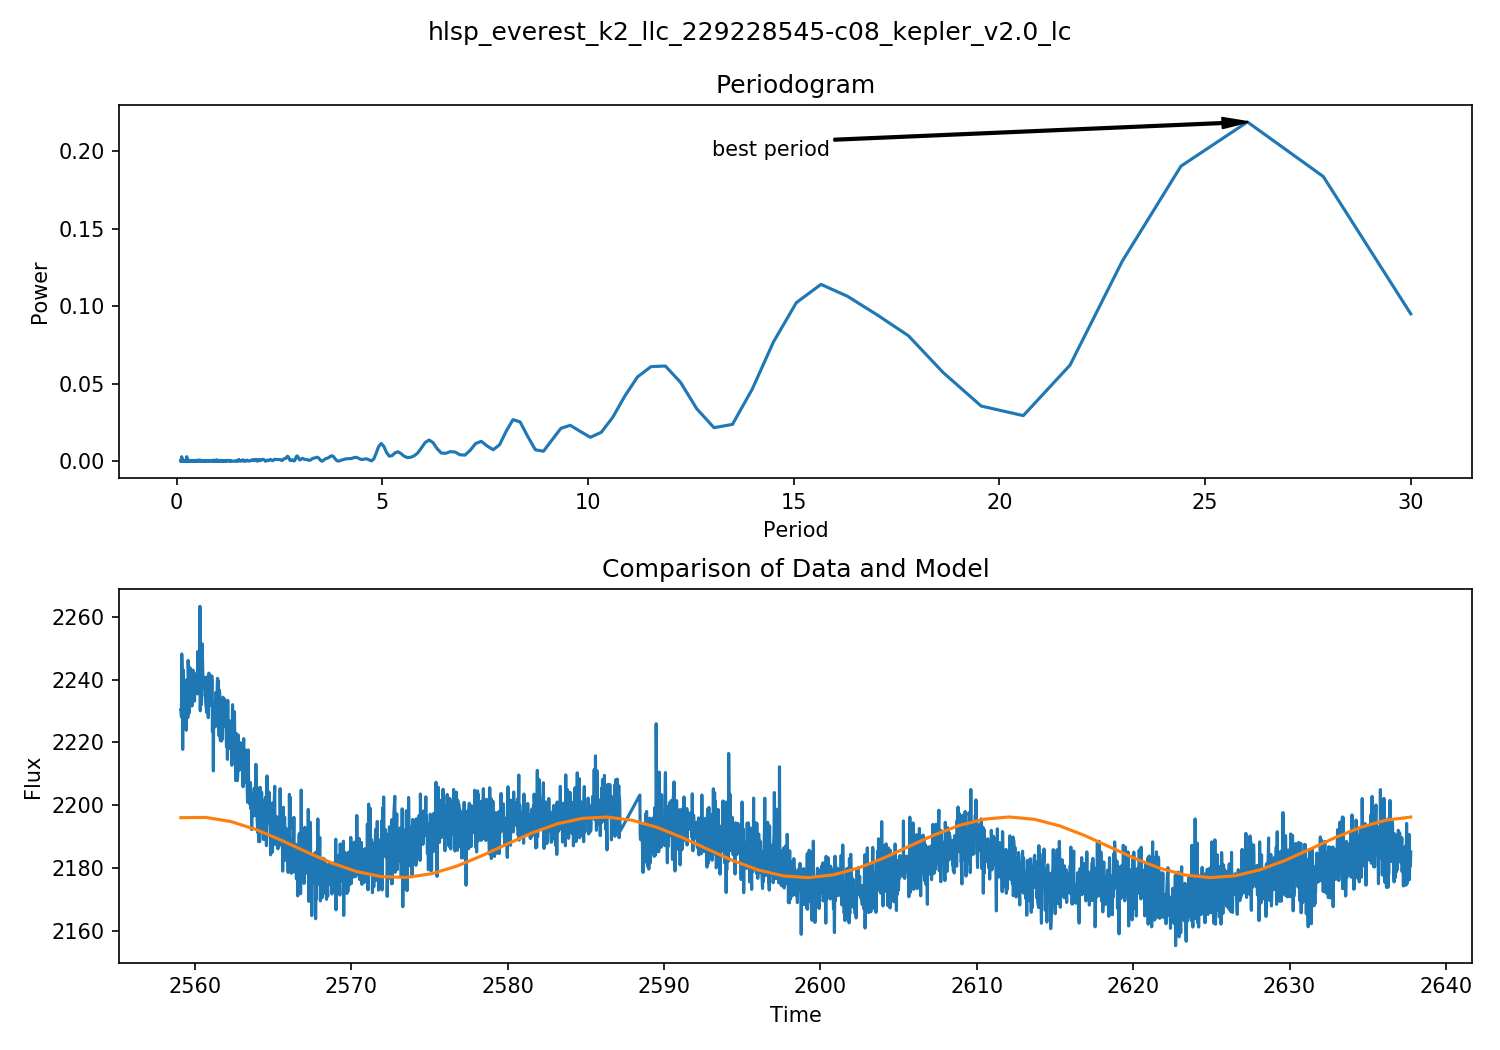 hlsp_everest_k2_llc_229228545-c08_kepler_v2.0_lc
Periodogram
best period
0.20
0.15
0.10
0.05
0.00
Power
0 5 10 15 20 25 30
Period
Comparison of Data and Model
2260
2240
2220
2200
2180
2160
Flux
2560 2570 2580 2590 2600 2610 2620 2630 2640
Time